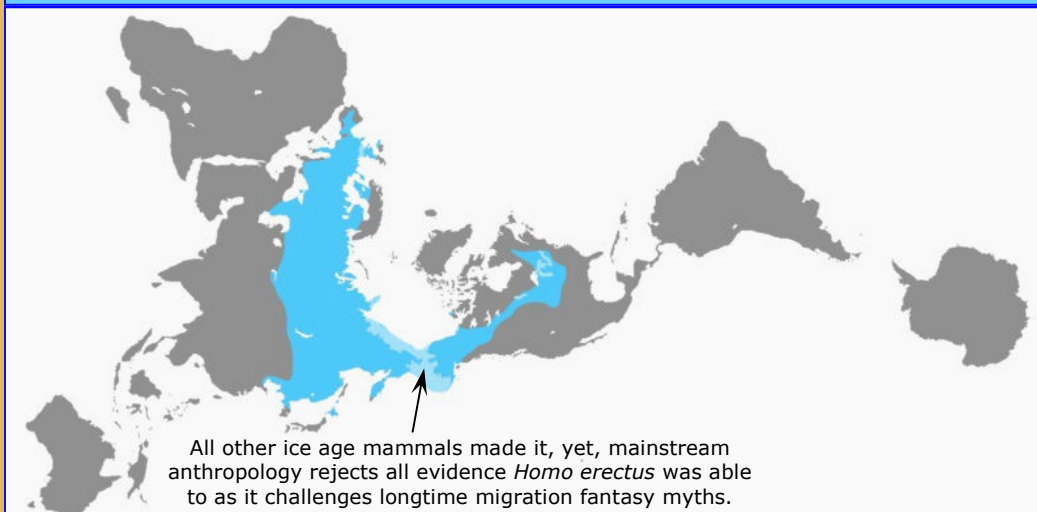 All other ice age mammals made it, yet, mainstream
anthropology rejects all evidence Homo erectus was able
to as it challenges longtime migration fantasy myths.